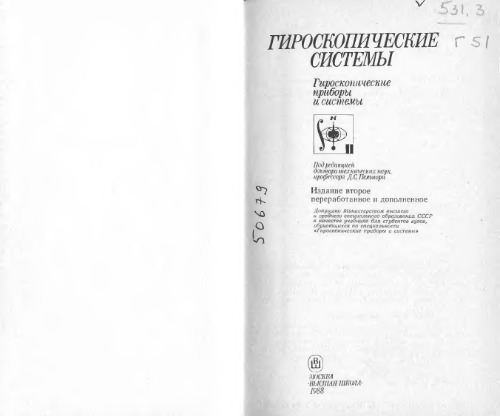 531.3
Г 51
ГИРОСКОПИЧЕСКИЕ
СИСТЕМЫ
Гироскопические
приборы
и системы
II
Под редакцией
доктора технических наук,
профессора Д.С. Пельпора
Издание второе
переработанное и дополненное
Допущено Министерством высшего
и среднего специального образования СССР
в качестве учебника для студентов вузов,
обучающихся по специальности
«Гироскопические приборы и системы»
50679
МОСКВА
«ВЫСШАЯ ШКОЛА»
1988